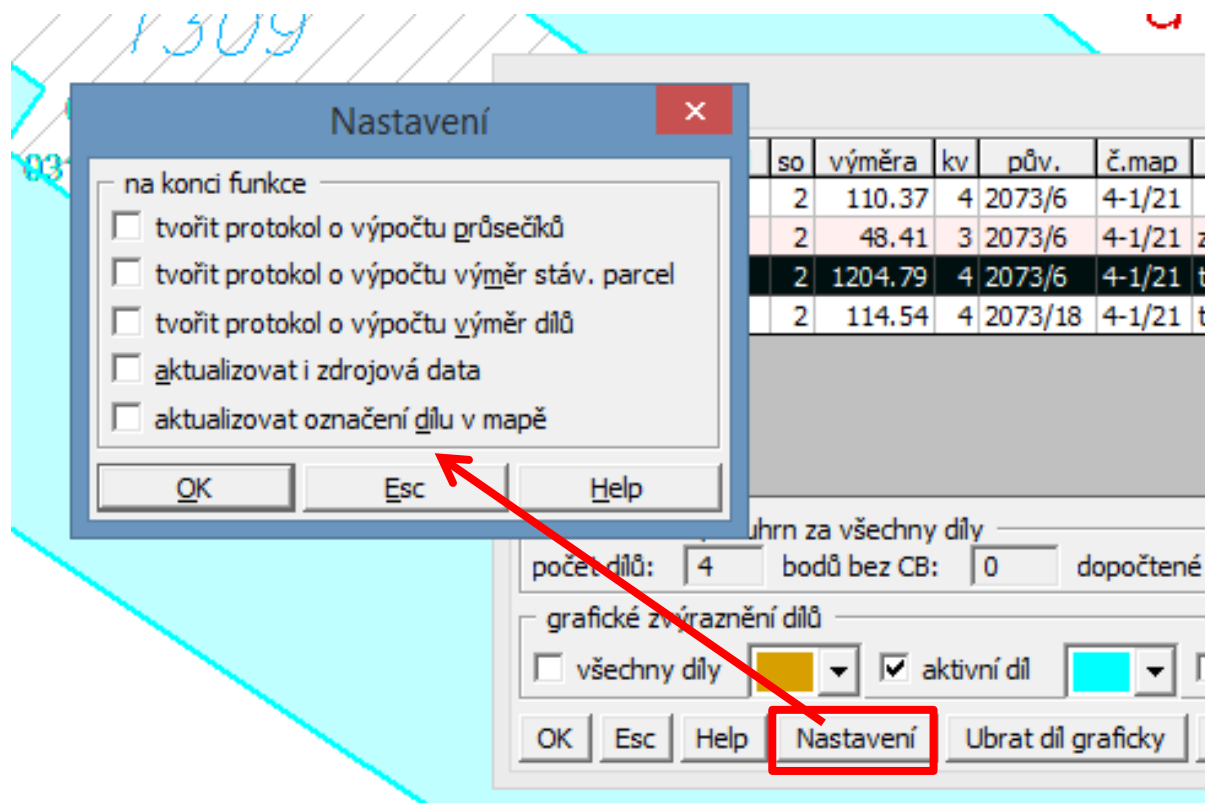 1309
Nastavení
na konci funkce
tvořit protokol o výpočtu průsečíků
tvořit protokol o výpočtu výměr stáv. parcel
tvořit protokol o výpočtu výměr dílů
aktualizovat i zdrojová data
aktualizovat označení dílu v mapě
OK Esc Help
so výměra kv pův. č.map
2 110.37 4 2073/6 4-1/21
2 48.41 3 2073/6 4-1/21
2 1204.79 4 2073/6 4-1/21
2 114.54 4 2073/18 4-1/21
za všechny díly
počet dílů: 4 bodů bez CB: 0 dopočtené
grafické zvýraznění dílů
všechny díly aktivní díl
OK Esc Help Nastavení Ubrat díl graficky